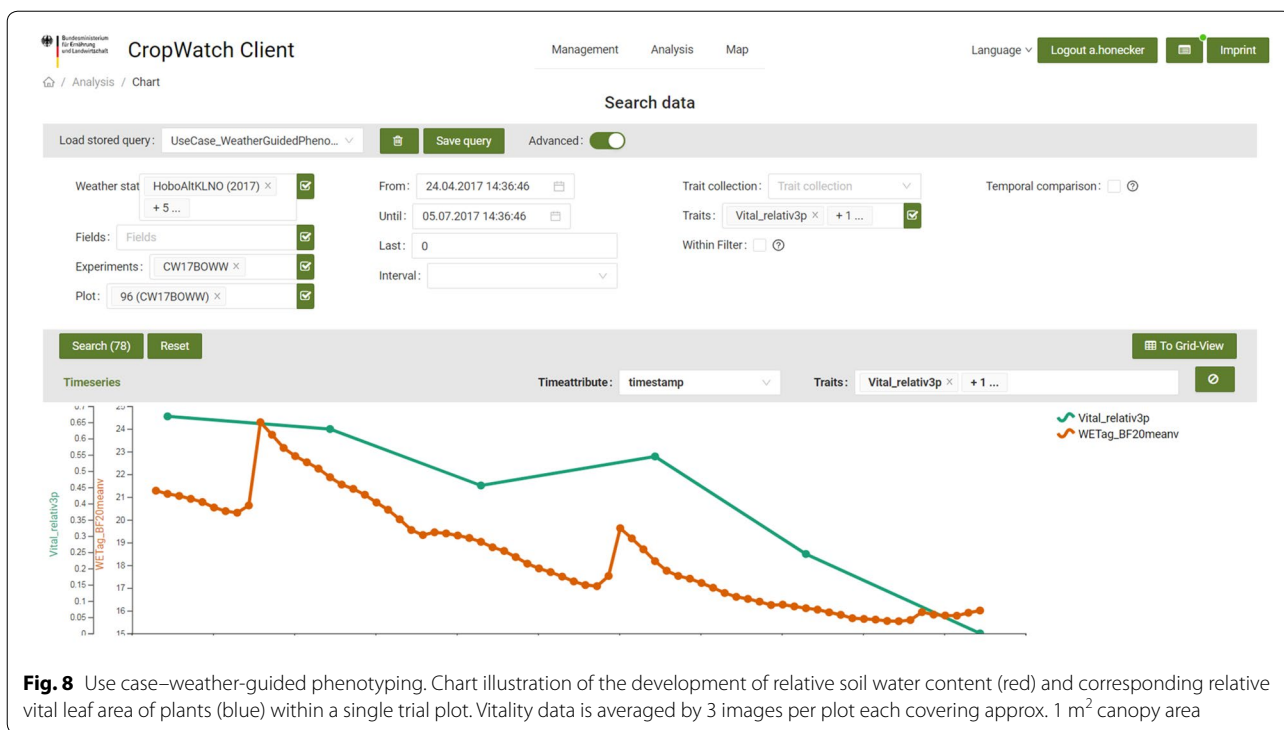 Bundesministerium
für Ernährung
und Landwirtschaft
CropWatch Client
Management Analysis Map
Language Logout a.honecker Imprint
/ Analysis / Chart
Search data
Load stored query: UseCase_WeatherGuidedPheno... Save query Advanced:
Weather stat HoboAltKLNO (2017) × From: 24.04.2017 14:36:46 Trait collection: Trait collection Temporal comparison:
+ 5 ... Until: 05.07.2017 14:36:46 Traits: Vital_relativ3p × + 1 ...
Fields: Fields Last: 0 Within Filter:
Experiments: CW17BOWW × Interval:
Plot: 96 (CW17BOWW) ×
Search (78) Reset To Grid-View
Timeseries Timeattribute: timestamp Traits: Vital_relativ3p × + 1 ...
0.7 25
0.65 24
0.6 23
0.55 22
0.5 21
0.45 20
0.4 19
0.35 18
0.3 17
0.25 16
0.2 15
0.15
0.1
0.05
0
Vital_relativ3p
WETag_BF20meanv
Vital_relativ3p
WETag_BF20meanv
Fig. 8 Use case–weather-guided phenotyping. Chart illustration of the development of relative soil water content (red) and corresponding relative
vital leaf area of plants (blue) within a single trial plot. Vitality data is averaged by 3 images per plot each covering approx. 1 m² canopy area